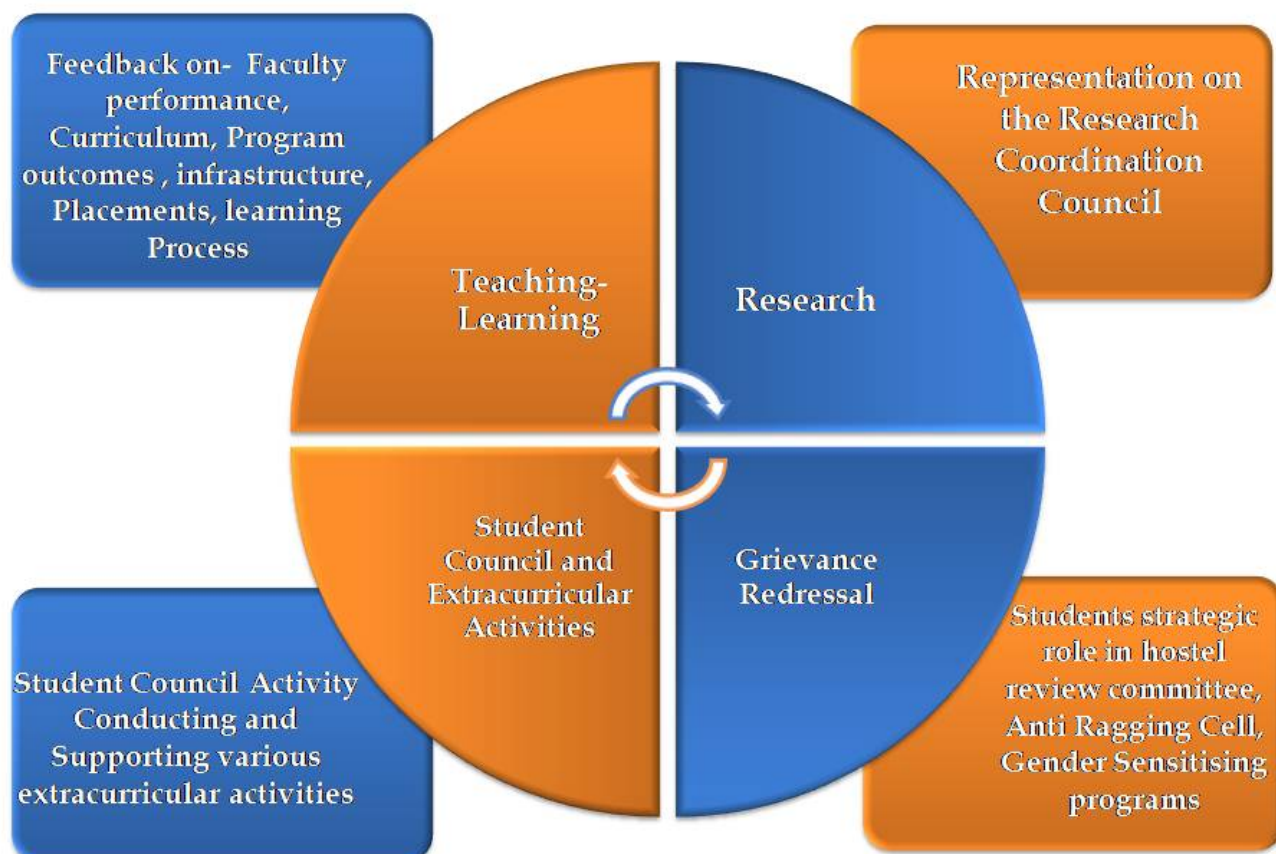 Feedback on- Faculty
performance,
Curriculum, Program
outcomes , infrastructure,
Placements, learning
Process
Representation on
the Research
Coordination
Council
Teaching-
Learning
Research
Student
Council and
Extracurricular
Activities
Grievance
Redressal
Student Council Activity
Conducting and
Supporting various
extracurricular activities
Students strategic
role in hostel
review committee,
Anti Ragging Cell,
Gender Sensitising
programs